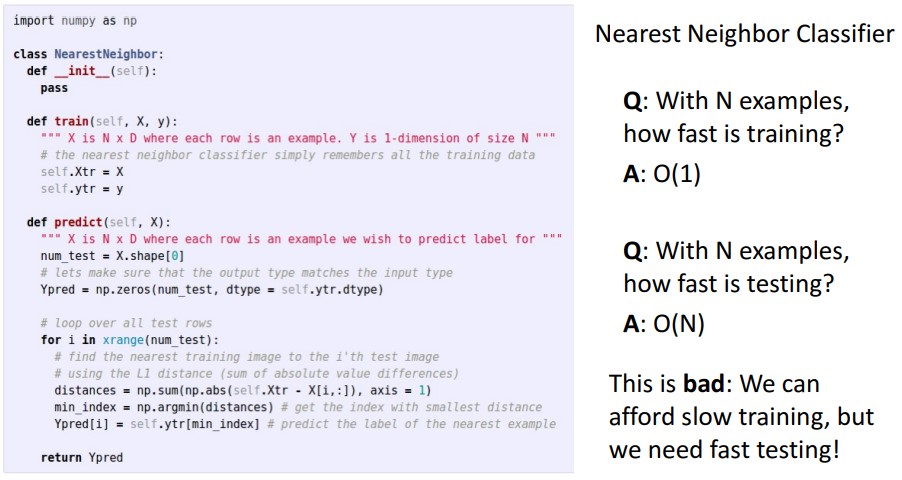 import numpy as np
class NearestNeighbor:
def __init__(self):
pass
def train(self, X, y):
""" X is N x D where each row is an example. Y is 1-dimension of size N """
# the nearest neighbor classifier simply remembers all the training data
self.Xtr = X
self.ytr = y
def predict(self, X):
""" X is N x D where each row is an example we wish to predict label for """
num_test = X.shape[0]
# lets make sure that the output type matches the input type
Ypred = np.zeros(num_test, dtype = self.ytr.dtype)
# loop over all test rows
for i in xrange(num_test):
# find the nearest training image to the i'th test image
# using the L1 distance (sum of absolute value differences)
distances = np.sum(np.abs(self.Xtr - X[i,:]), axis = 1)
min_index = np.argmin(distances) # get the index with smallest distance
Ypred[i] = self.ytr[min_index] # predict the label of the nearest example
return Ypred
Nearest Neighbor Classifier
Q: With N examples,
how fast is training?
A: O(1)
Q: With N examples,
how fast is testing?
A: O(N)
This is bad: We can
afford slow training, but
we need fast testing!